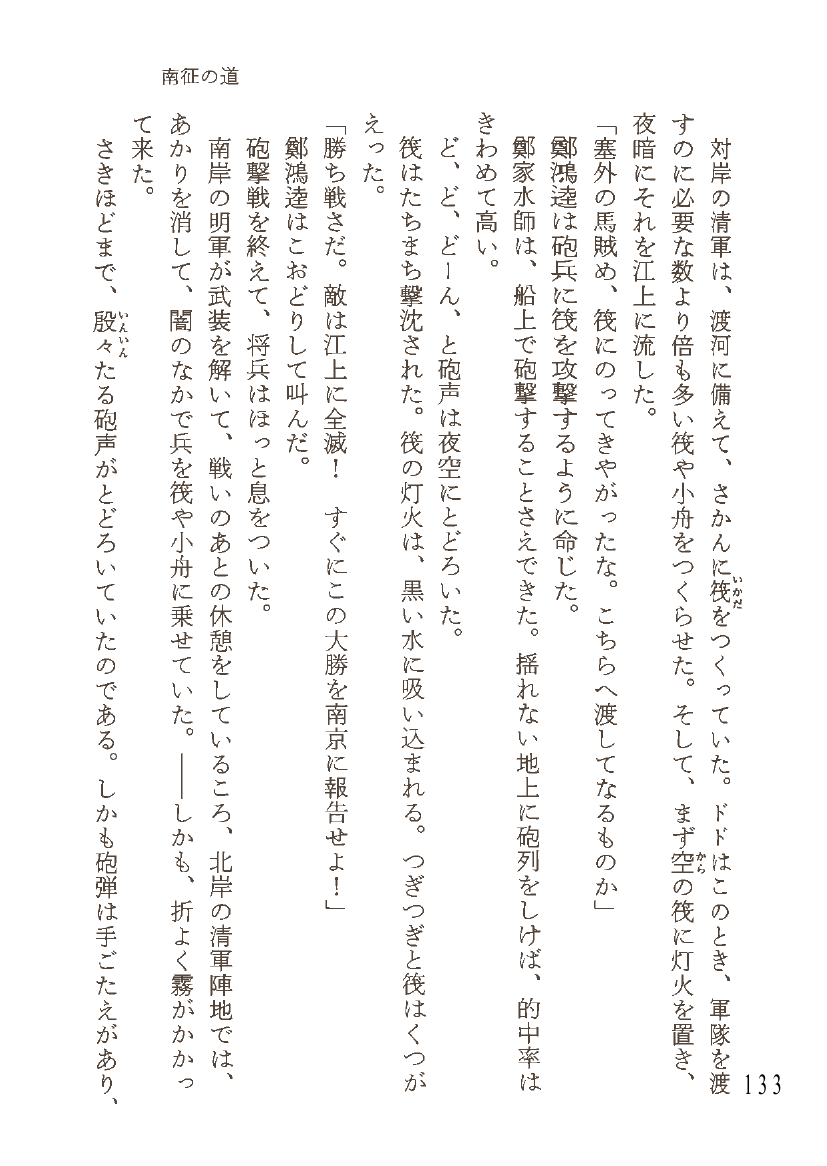 南征の道
対岸の清軍は、渡河に備えて、さかんに筏をつくっていた。ドドはこのとき、軍隊を渡
いかだ
すのに必要な数より倍も多い筏や小舟をつくらせた。そして、まず空の筏に灯火を置き、
から
夜暗にそれを江上に流した。
「塞外の馬賊め、筏にのってきやがったな。こちらへ渡してなるものか」
鄭鴻逵は砲兵に筏を攻撃するように命じた。
鄭家水師は、船上で砲撃することさえできた。揺れない地上に砲列をしけば、的中率は
きわめて高い。
ど、ど、どーん、と砲声は夜空にとどろいた。
筏はたちまち撃沈された。筏の灯火は、黒い水に吸い込まれる。つぎつぎと筏はくつが
えった。
「勝ち戦さだ。敵は江上に全滅！　すぐにこの大勝を南京に報告せよ！」
鄭鴻逵はこおどりして叫んだ。
砲撃戦を終えて、将兵はほっと息をついた。
南岸の明軍が武装を解いて、戦いのあとの休憩をしているころ、北岸の清軍陣地では、
あかりを消して、闇のなかで兵を筏や小舟に乗せていた。――しかも、折よく霧がかかっ
て来た。
さきほどまで、殷々たる砲声がとどろいていたのである。しかも砲弾は手ごたえがあり、
いんいん
133